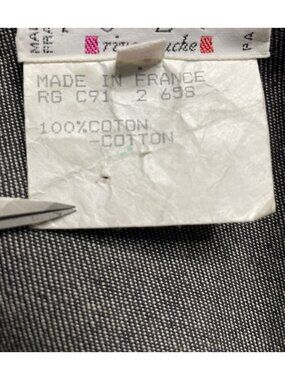 MADE IN FRANCE
RG C91 2 698
100%COTON
-COTTON